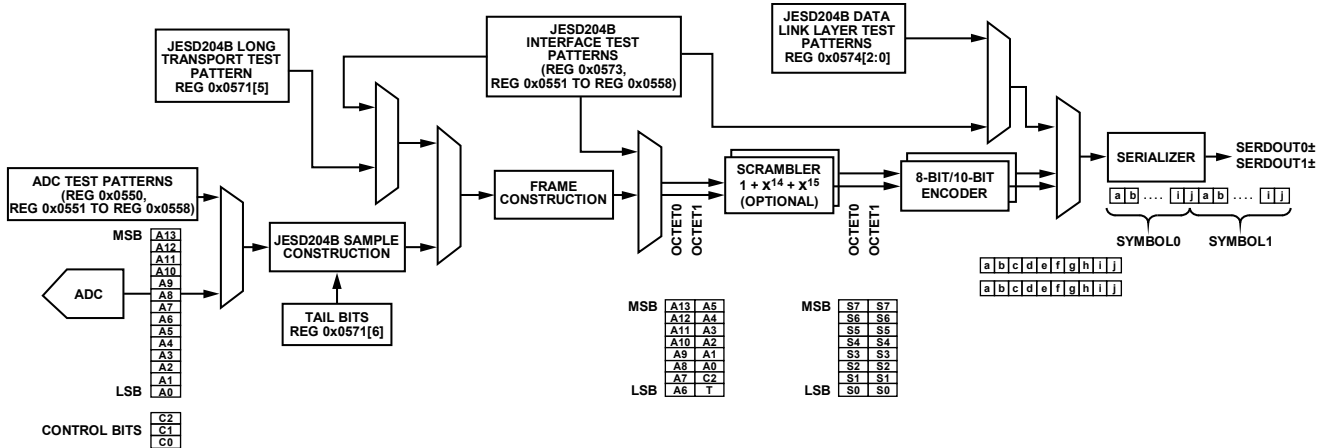 JESD204B LONG
TRANSPORT TEST
PATTERN
REG 0x0571[5]
JESD204B
INTERFACE TEST
PATTERNS
(REG 0x0573,
REG 0x0551 TO REG 0x0558)
JESD204B DATA
LINK LAYER TEST
PATTERNS
REG 0x0574[2:0]
ADC TEST PATTERNS
(REG 0x0550,
REG 0x0551 TO REG 0x0558)
MSB A13
A12
A11
A10
A9
A8
A7
A6
A5
A4
A3
A2
A1
LSB A0
ADC
CONTROL BITS
C2
C1
C0
JESD204B SAMPLE
CONSTRUCTION
TAIL BITS
REG 0x0571[6]
FRAME
CONSTRUCTION
OCTET0
OCTET1
SCRAMBLER
1 + x14 + x15
(OPTIONAL)
OCTET0
OCTET1
8-BIT/10-BIT
ENCODER
SERIALIZER
SERDOUT0±
SERDOUT1±
a b .... i j a b .... i j
SYMBOL0 SYMBOL1
a b c d e f g h i j
a b c d e f g h i j
MSB A13 A5
A12 A4
A11 A3
A10 A2
A9 A1
A8 A0
A7 C2
LSB A6 T
MSB S7 S7
S6 S6
S5 S5
S4 S4
S3 S3
S2 S2
S1 S1
LSB S0 S0